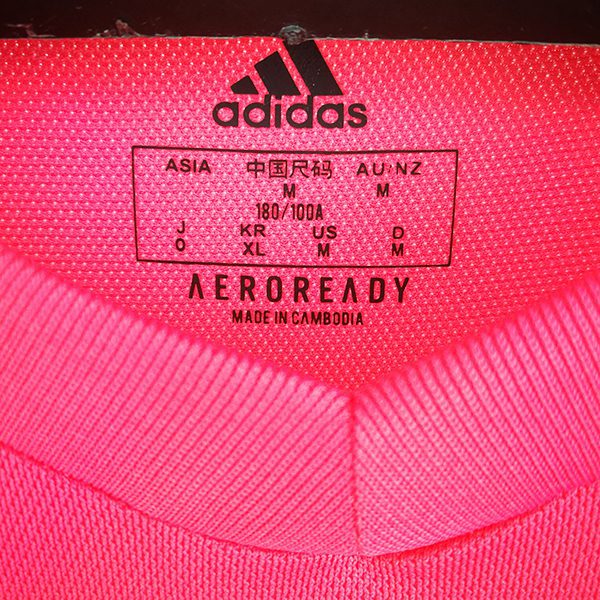 adidas
ASIA 中国尺码 AU/NZ
M M
180/100A
J KR US D
O XL M M
AEROREADY
MADE IN CAMBODIA